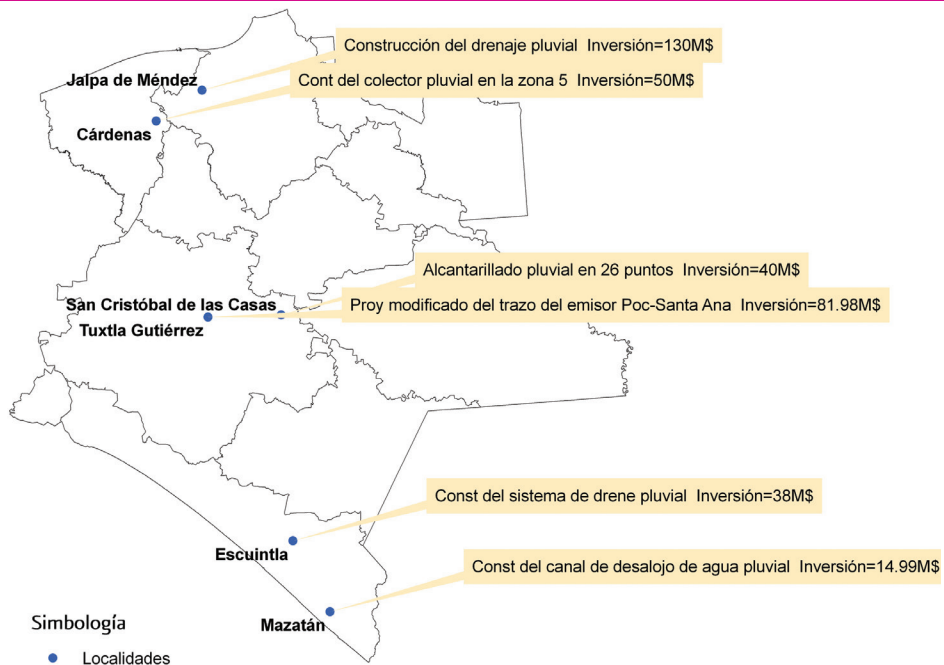 Construcción del drenaje pluvial Inversión=130M$
Jalpa de Méndez
Cont del colector pluvial en la zona 5 Inversión=50M$
Cárdenas
Alcantarillado pluvial en 26 puntos Inversión=40M$
San Cristóbal de las Casas
Proy modificado del trazo del emisor Poc-Santa Ana Inversión=81.98M$
Tuxtla Gutiérrez
Const del sistema de drene pluvial Inversión=38M$
Escuintla
Const del canal de desalojo de agua pluvial Inversión=14.99M$
Mazatán
Simbología
Localidades